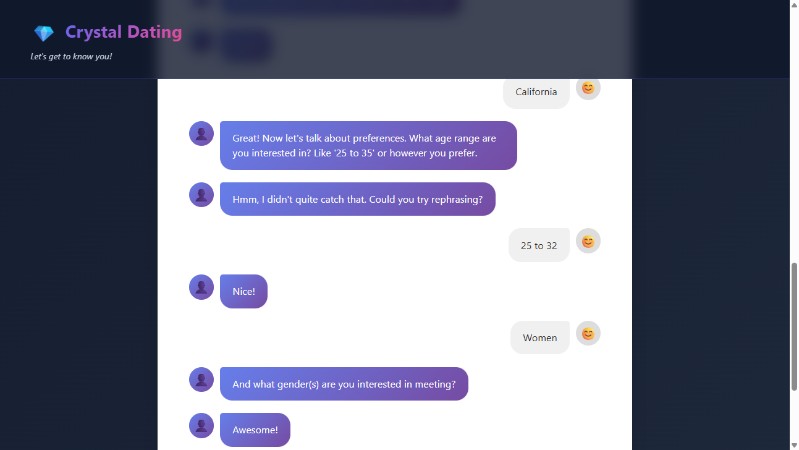 Crystal Dating
Let's get to know you!
California
Great! Now let's talk about preferences. What age range are
you interested in? Like '25 to 35' or however you prefer.
Hmm, I didn't quite catch that. Could you try rephrasing?
25 to 32
Nice!
Women
And what gender(s) are you interested in meeting?
Awesome!